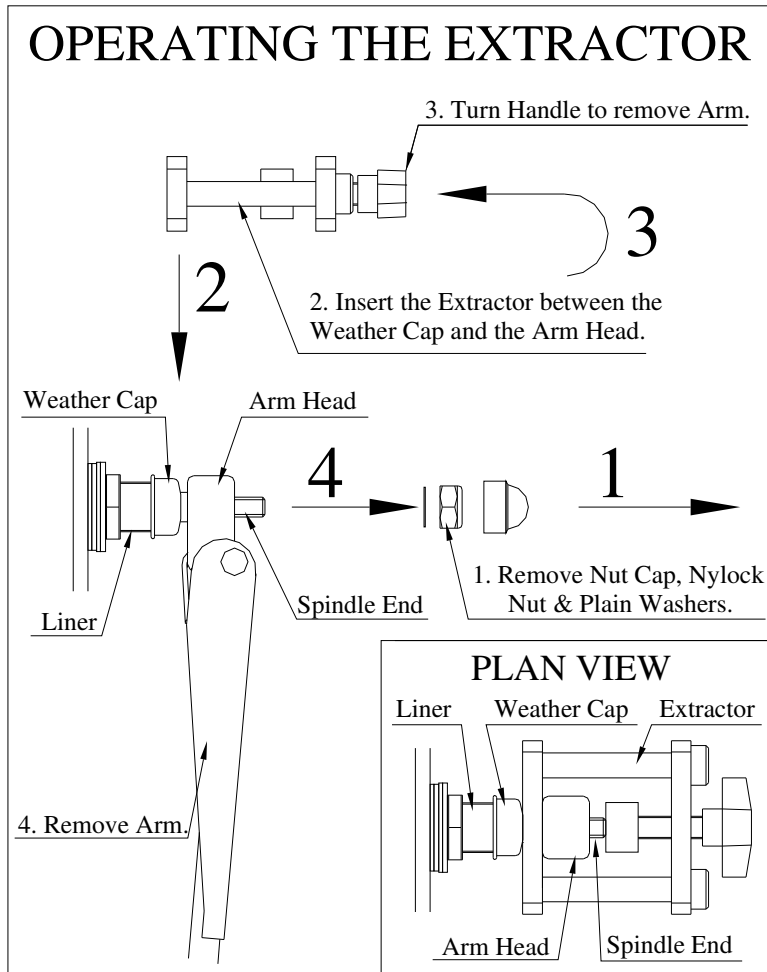 OPERATING THE EXTRACTOR
3. Turn Handle to remove Arm.
3
2
2. Insert the Extractor between the
Weather Cap and the Arm Head.
Weather Cap
Arm Head
4
1
1. Remove Nut Cap, Nylock
Nut & Plain Washers.
Spindle End
Liner
4. Remove Arm.
PLAN VIEW
Liner
Weather Cap
Extractor
Arm Head
Spindle End